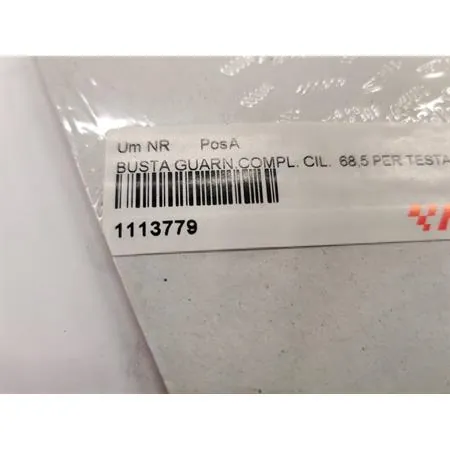 Um NR PosA
BUSTA GUARN.COMPL. CIL. 68,5 PER TESTA
1113779